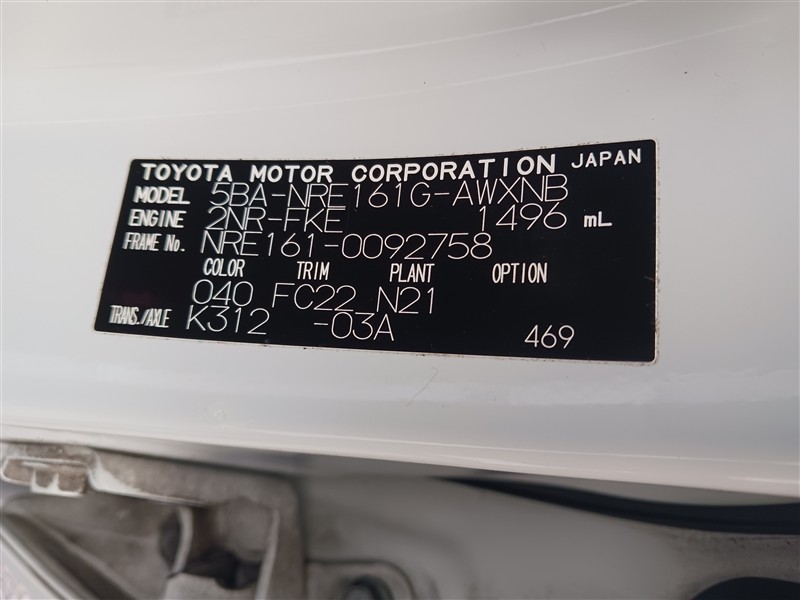 TOYOTA MOTOR CORPORATION JAPAN
MODEL 5BA-NRE161G-AWXNB
ENGINE 2NR-FKE 1496 mL
FRAME No. NRE161-0092758
COLOR TRIM PLANT OPTION
040 FC22 N21
TRANS./AXLE K312 -03A
469